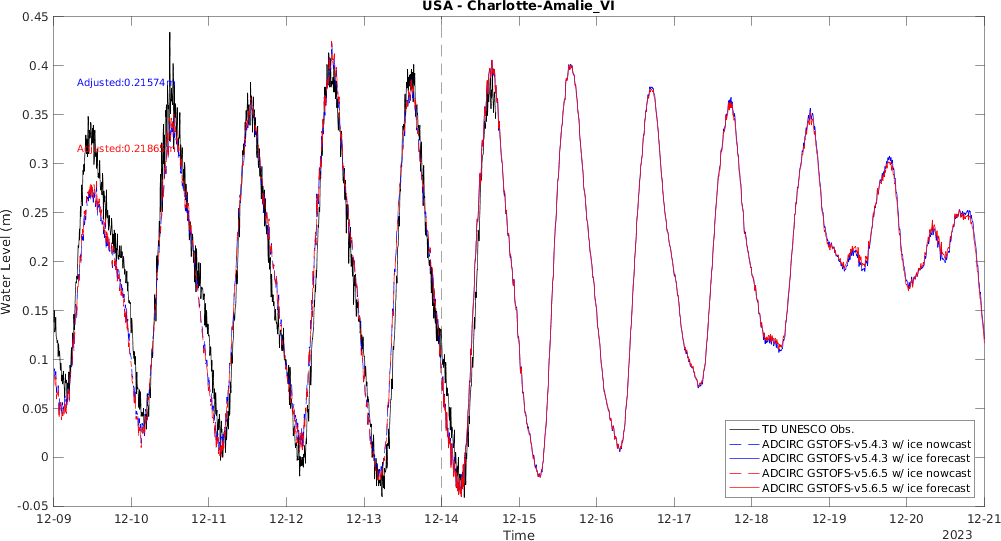 USA - Charlotte-Amalie_VI
0.45
0.4
0.35
0.3
0.25
0.2
0.15
0.1
0.05
0
-0.05
Water Level (m)
Adjusted:0.21574m
TD UNESCO Obs.
ADCIRC GSTOFS-v5.4.3 w/ ice nowcast
ADCIRC GSTOFS-v5.4.3 w/ ice forecast
ADCIRC GSTOFS-v5.6.5 w/ ice nowcast
ADCIRC GSTOFS-v5.6.5 w/ ice forecast
12-09 12-10 12-11 12-12 12-13 12-14 12-15 12-16 12-17 12-18 12-19 12-20 12-21
Time
2023